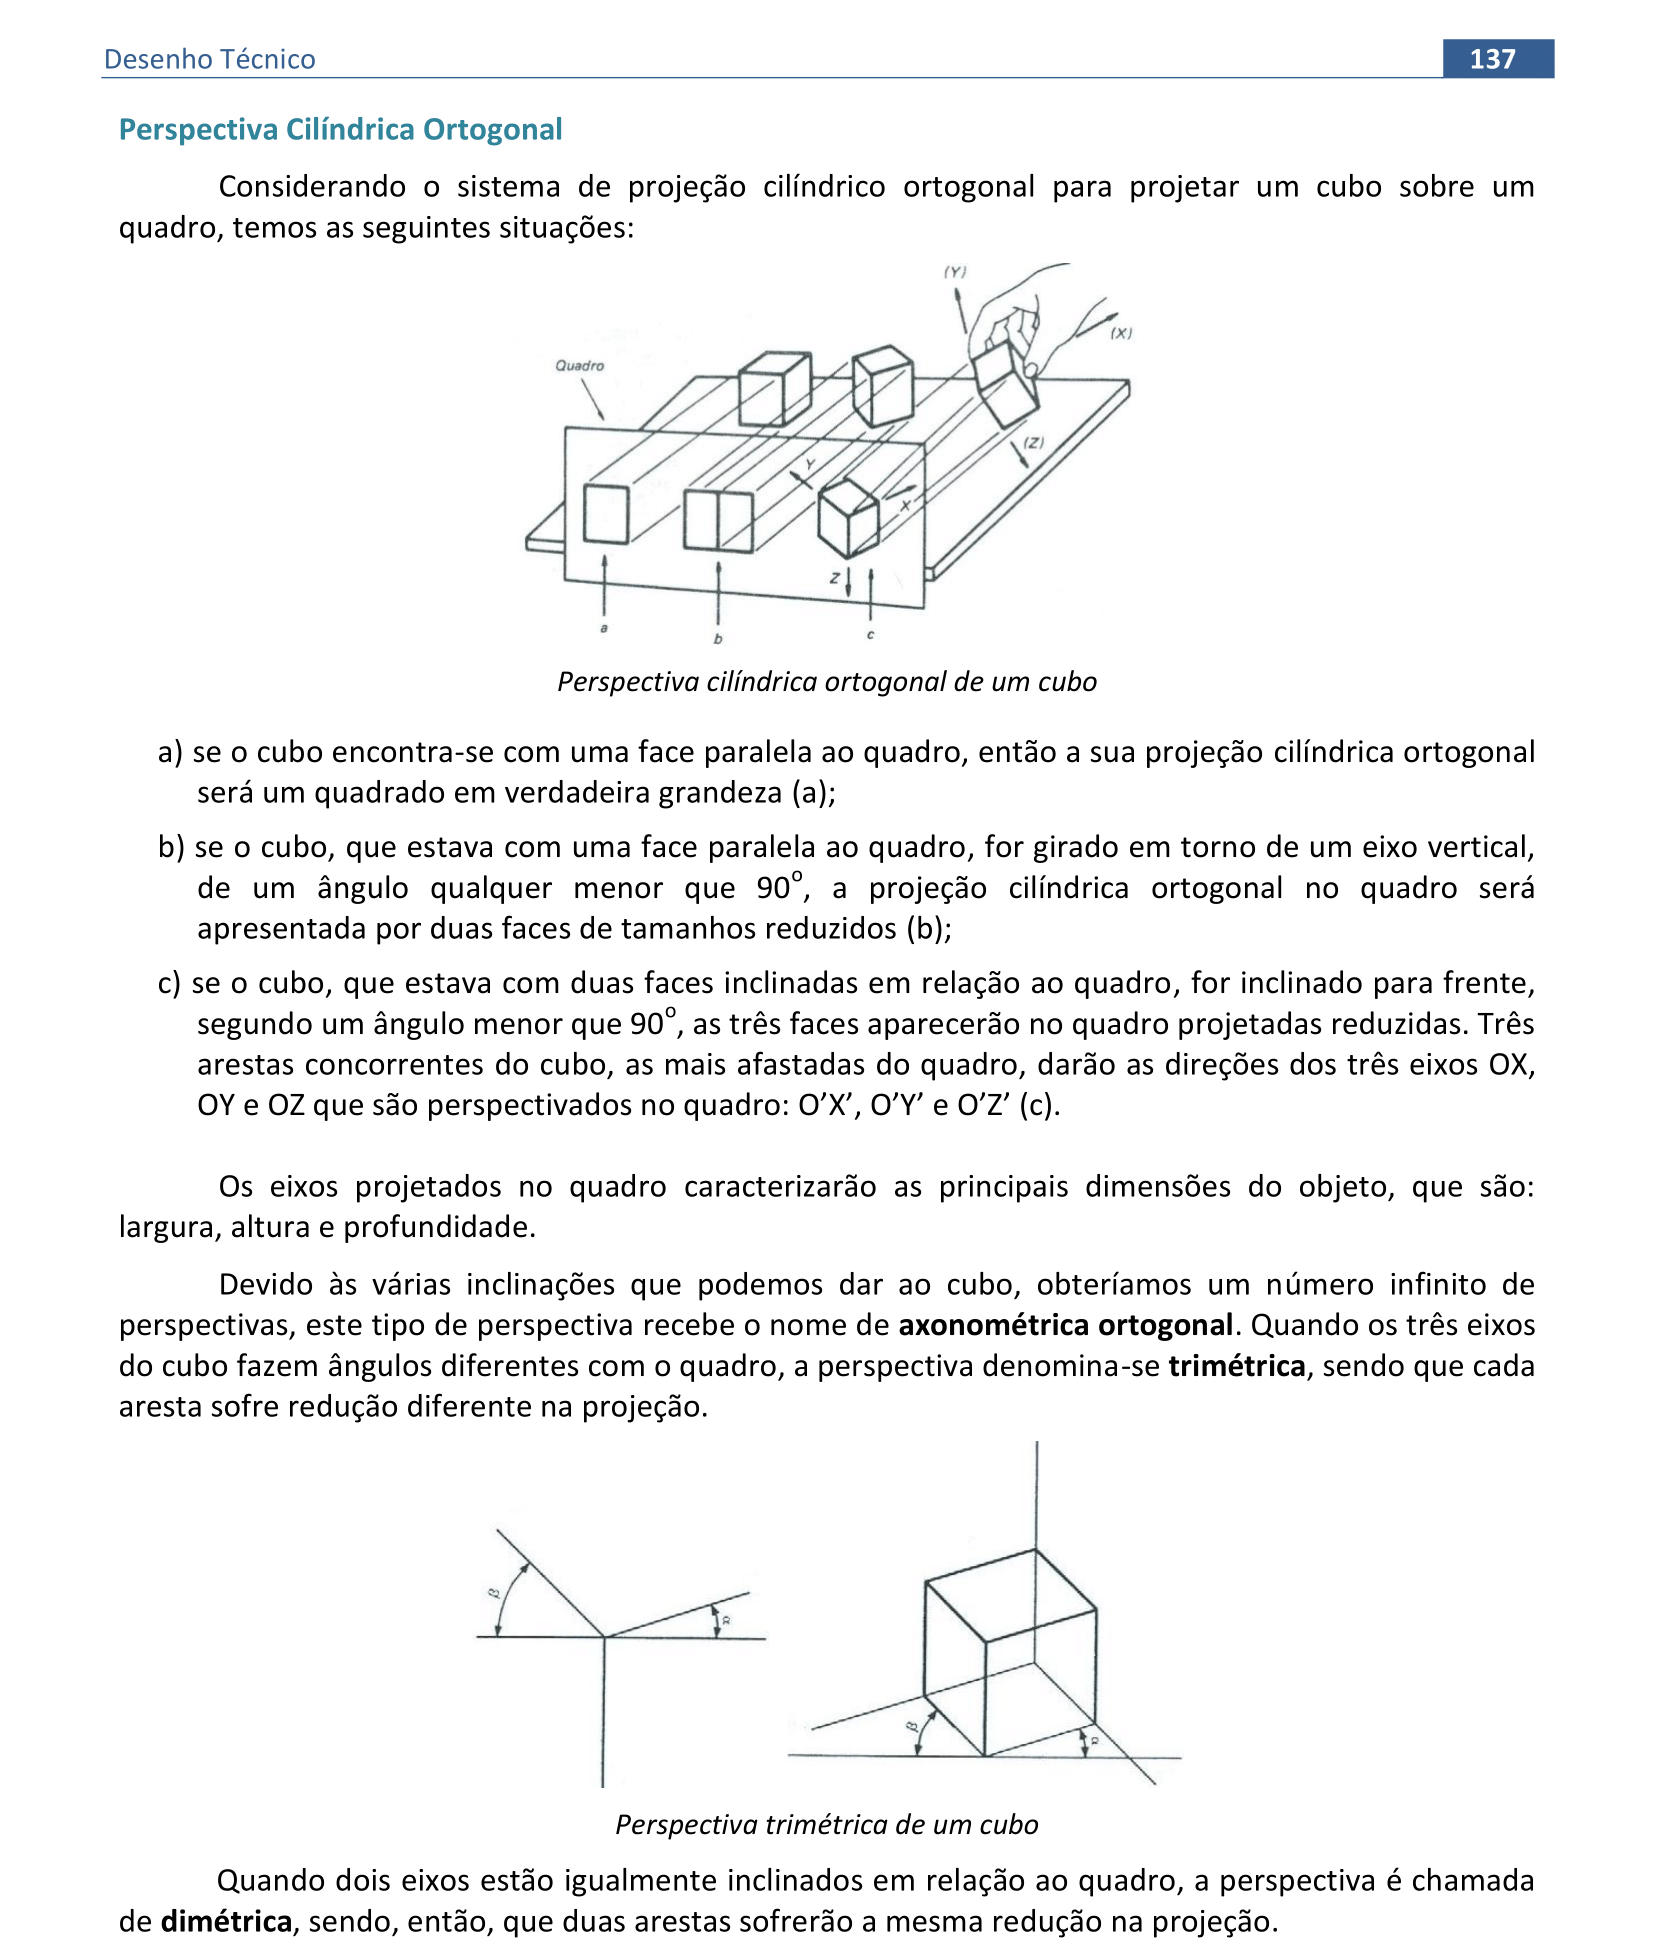 Desenho Técnico 137
Perspectiva Cilíndrica Ortogonal
Considerando o sistema de projeção cilíndrico ortogonal para projetar um cubo sobre um
quadro, temos as seguintes situações:
(Y)
(X)
Quadro
(Z)
Y
X
Z
a
b
c
Perspectiva cilíndrica ortogonal de um cubo
a) se o cubo encontra-se com uma face paralela ao quadro, então a sua projeção cilíndrica ortogonal
será um quadrado em verdadeira grandeza (a);
b) se o cubo, que estava com uma face paralela ao quadro, for girado em torno de um eixo vertical,
de um ângulo qualquer menor que 90º, a projeção cilíndrica ortogonal no quadro será
apresentada por duas faces de tamanhos reduzidos (b);
c) se o cubo, que estava com duas faces inclinadas em relação ao quadro, for inclinado para frente,
segundo um ângulo menor que 90º, as três faces aparecerão no quadro projetadas reduzidas. Três
arestas concorrentes do cubo, as mais afastadas do quadro, darão as direções dos três eixos OX,
OY e OZ que são perspectivados no quadro: O’X’, O’Y’ e O’Z’ (c).
Os eixos projetados no quadro caracterizarão as principais dimensões do objeto, que são:
largura, altura e profundidade.
Devido às várias inclinações que podemos dar ao cubo, obteríamos um número infinito de
perspectivas, este tipo de perspectiva recebe o nome de axonométrica ortogonal. Quando os três eixos
do cubo fazem ângulos diferentes com o quadro, a perspectiva denomina-se trimétrica, sendo que cada
aresta sofre redução diferente na projeção.
β
α
β
α
Perspectiva trimétrica de um cubo
Quando dois eixos estão igualmente inclinados em relação ao quadro, a perspectiva é chamada
de dimétrica, sendo, então, que duas arestas sofrerão a mesma redução na projeção.